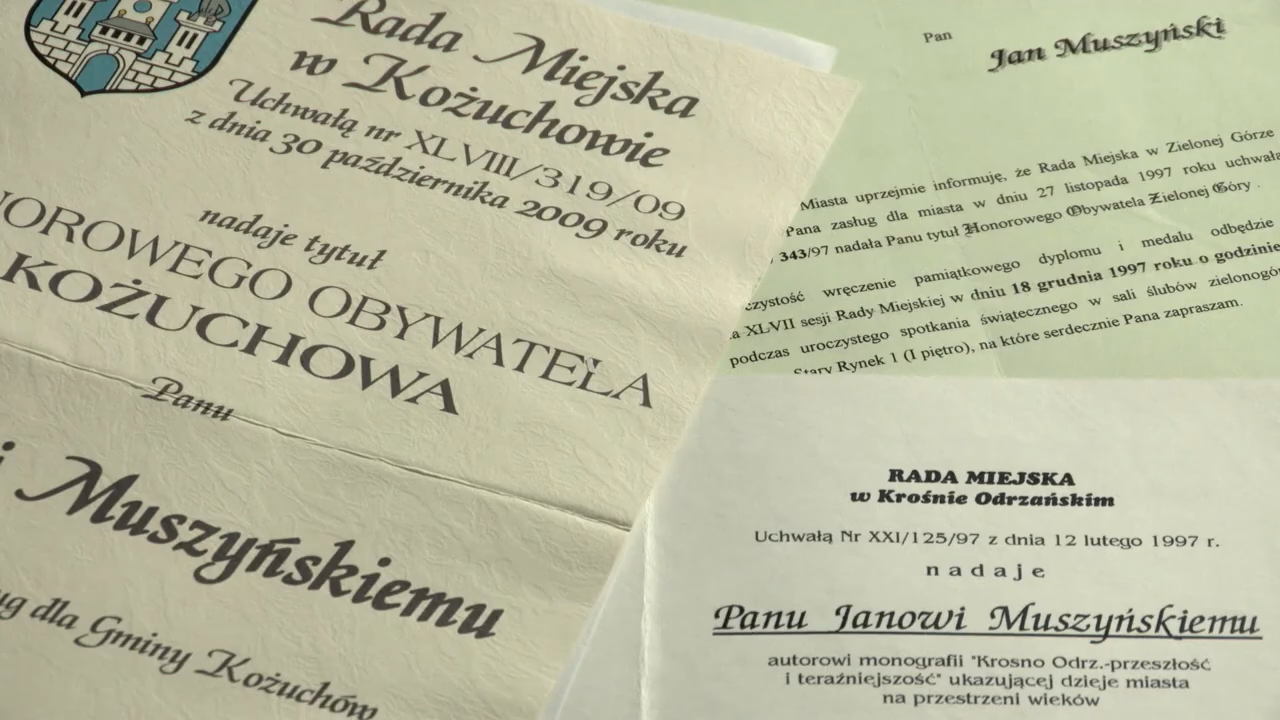 Rada Miejska
w Kożuchowie
Uchwałą nr XLVIII/319/09
z dnia 30 października 2009 roku
nadaje tytuł
OBYWATELA
KOŻUCHOWA
Panu
Muszyńskiemu
dla Gminy Kożuchów
Pan
Jan Muszyński
Miasta uprzejmie informuję, że Rada Miejska w Zielonej Górze
Pana zasług dla miasta w dniu 27 listopada 1997 roku
343/97 nadała Panu tytuł Honorowego Obywatela Zielonej Góry .
wręczenie pamiątkowego dyplomu i medalu odbędzie
XLVII sesji Rady Miejskiej w dniu 18 grudnia 1997 roku o godzinie
podczas uroczystego spotkania świątecznego w sali ślubów
Stary Rynek 1 (I piętro), na które serdecznie Pana zapraszam.
RADA MIEJSKA
w Krośnie Odrzańskim
Uchwałą Nr XXI/125/97 z dnia 12 lutego 1997 r.
nadaje
Panu Janowi Muszyńskiemu
autorowi monografii "Krosno Odrz.-przeszłość
i teraźniejszość" ukazującej dzieje miasta
na przestrzeni wieków